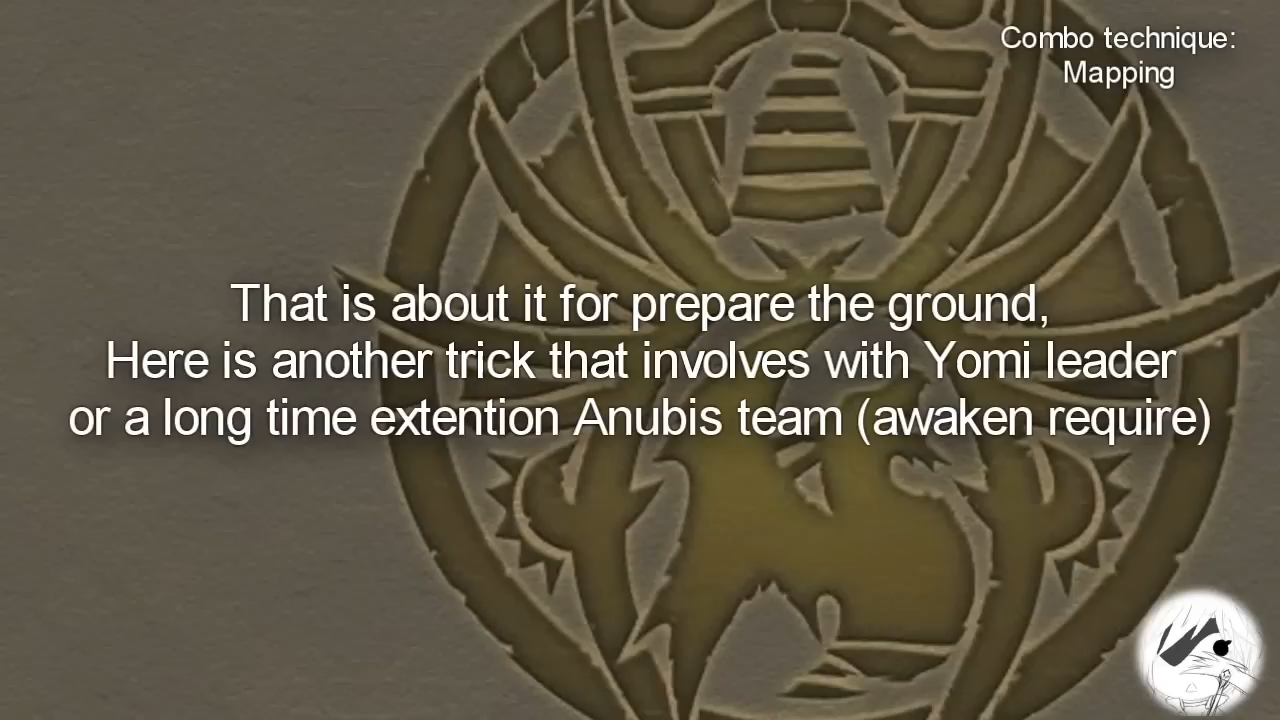 Combo technique:
Mapping
That is about it for prepare the ground,
Here is another trick that involves with Yomi leader
or a long time extention Anubis team (awaken require)